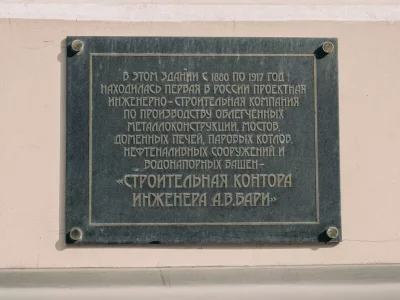 В ЭТОМ ЗДАНИИ С 1880 ПО 1917 ГОД
НАХОДИЛАСЬ ПЕРВАЯ В РОССИИ ПРОЕКТНАЯ
ИНЖЕНЕРНО-СТРОИТЕЛЬНАЯ КОМПАНИЯ
ПО ПРОИЗВОДСТВУ ОБЛЕГЧЕННЫХ
МЕТАЛЛОКОНСТРУКЦИЙ, МОСТОВ,
ДОМЕННЫХ ПЕЧЕЙ, ПАРОВЫХ КОТЛОВ,
НЕФТЕНАЛИВНЫХ СООРУЖЕНИЙ И
ВОДОНАПОРНЫХ БАШЕН–
«СТРОИТЕЛЬНАЯ КОНТОРА
ИНЖЕНЕРА А.В.БАРИ»